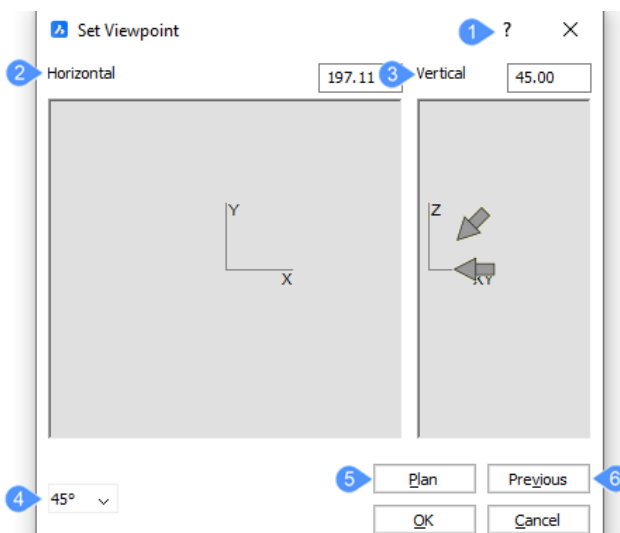 Set Viewpoint 1 ? X
2 Horizontal 197.11 3 Vertical 45.00
Y
X
Z
XY
4 45°
5 Plan Previous 6
OK Cancel